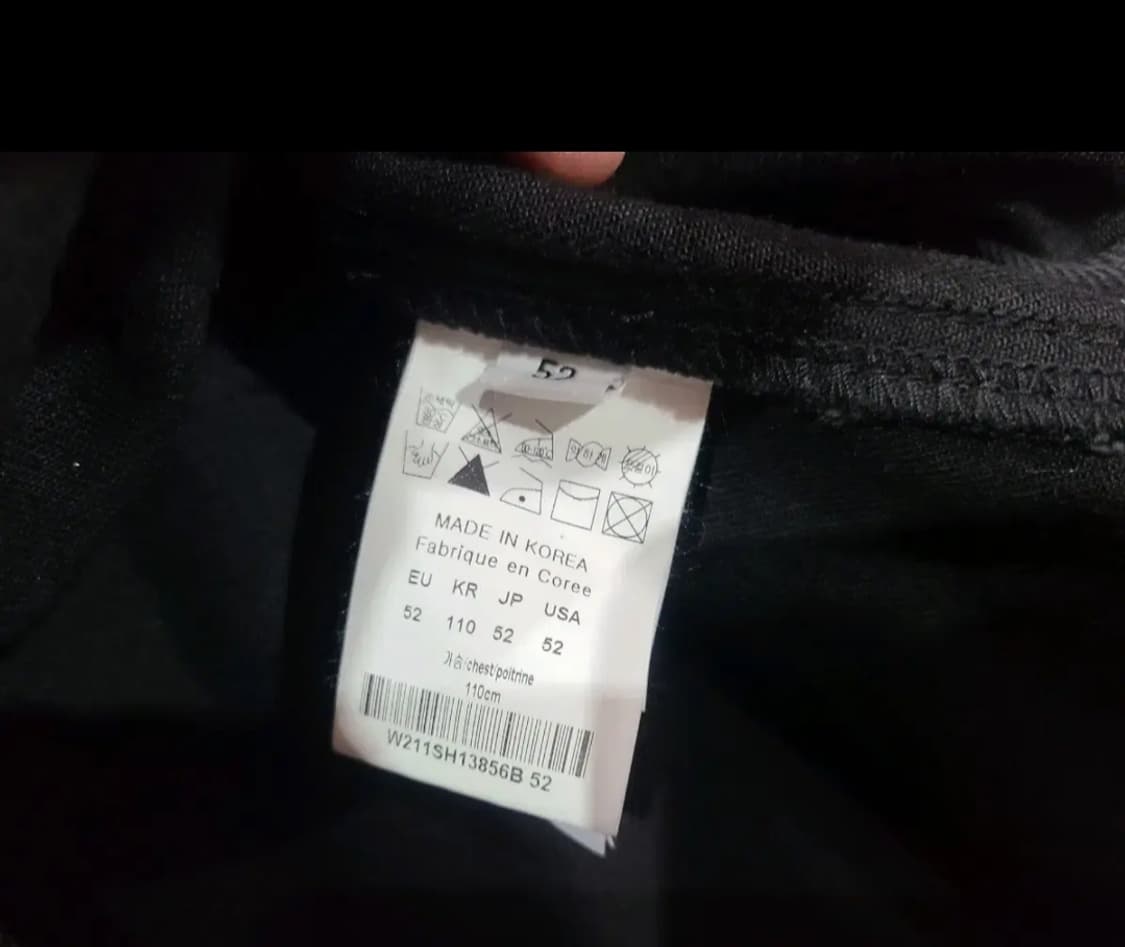 52
MADE IN KOREA
Fabrique en Coree
EU KR JP USA
52 110 52 52
가슴/chest/poitrine
110cm
W211SH13856B 52